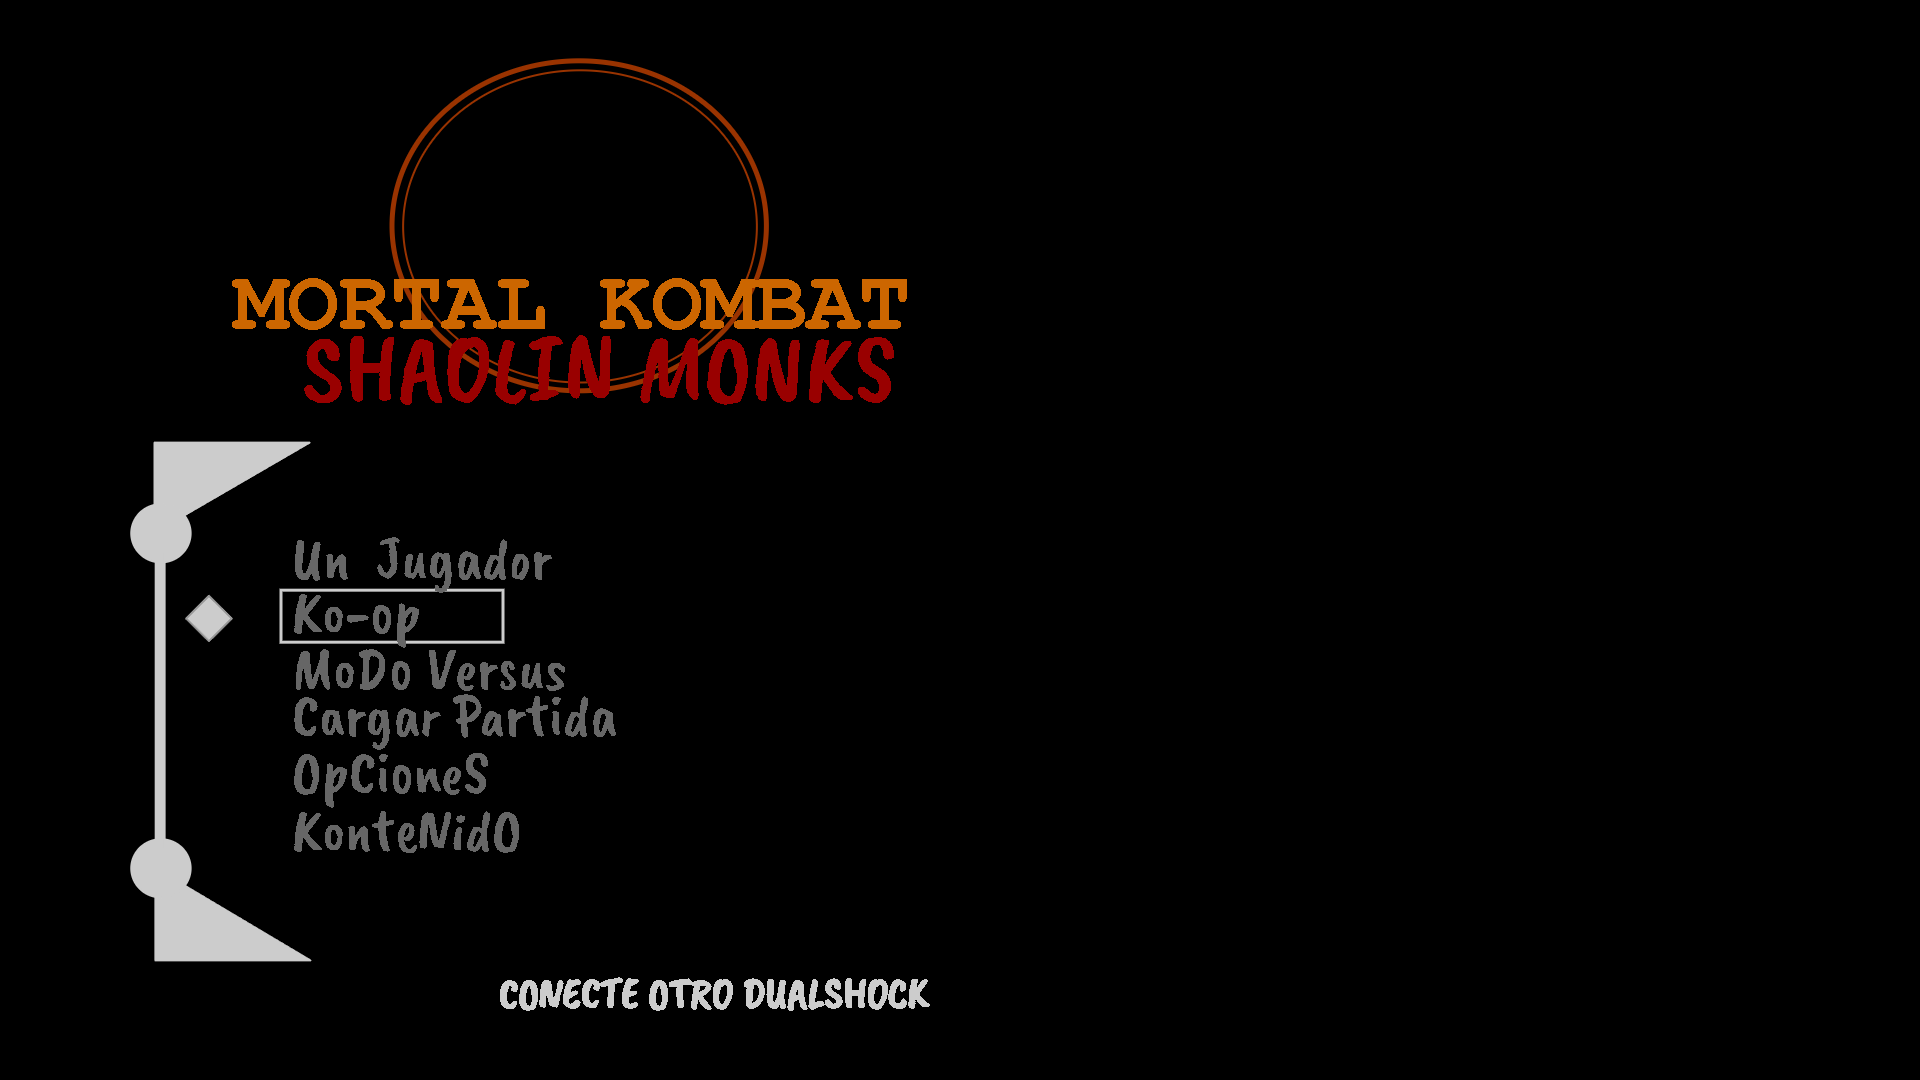 MORTAL KOMBAT
SHAOLIN MONKS
Un Jugador
Ko-op
MoDo Versus
Cargar Partida
OpCioneS
KonteNidO
CONECTE OTRO DUALSHOCK